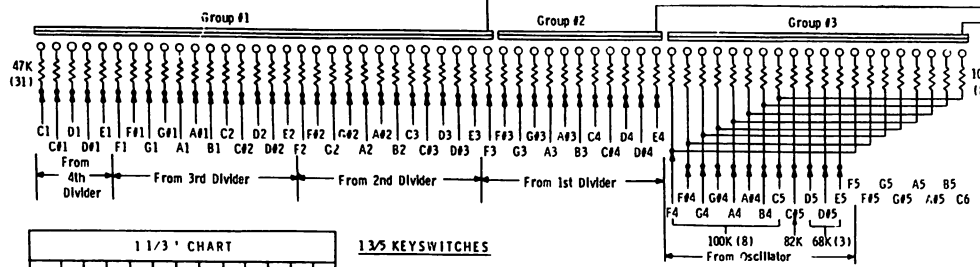 Group #1
Group #2
Group #3
47K
(31)
10
C1 D1 E1 F#1 G#1 A#1 C2 D2 E2 F#2 G#2 A#2 C3 D3 E3 F#3 G#3 A#3 C4 D4 E4
C#1 D#1 F1 G1 A1 B1 C#2 D#2 F2 G2 A2 B2 C#3 D#3 F3 G3 A3 B3 C#4 D#4
From
4th
Divider
From 3rd Divider
From 2nd Divider
From 1st Divider
F#4 G#4 A#4 C5 D5 E5
F4 G4 A4 B4 C#5 D#5
F5 G5 A5 B5
F#5 G#5 A#5 C6
100K (8) 82K 68K (3)
From Oscillator
1 1/3 ' CHART
1 3/5 KEYSWITCHES